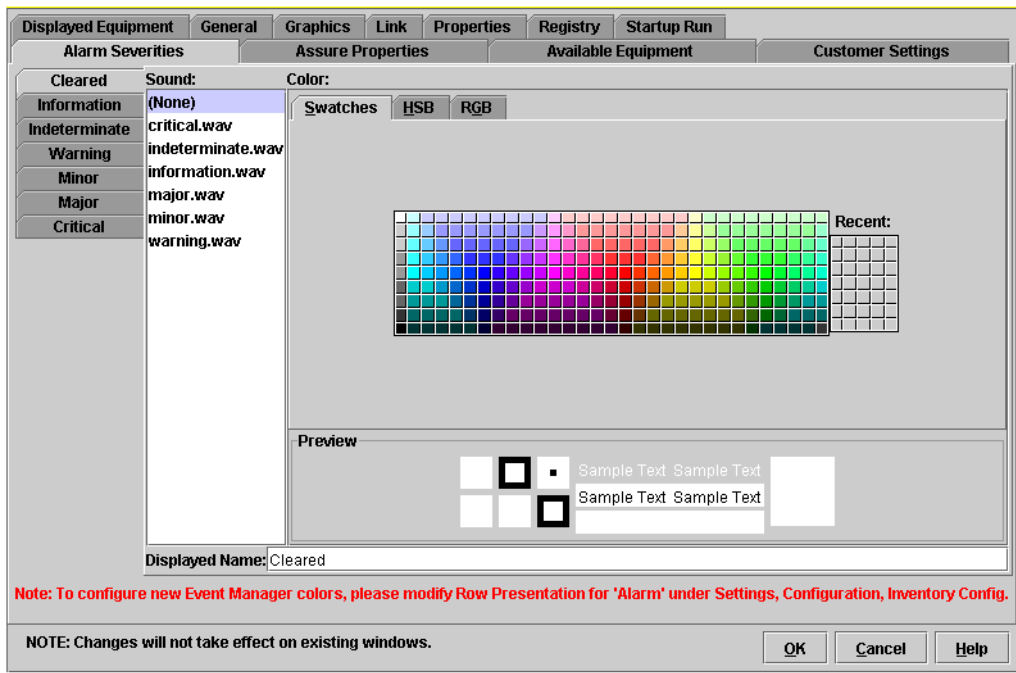 Displayed Equipment General Graphics Link Properties Registry Startup Run
Alarm Severities Assure Properties Available Equipment Customer Settings
Cleared
Information
Indeterminate
Warning
Minor
Major
Critical
Sound:
(None)
critical.wav
indeterminate.wav
information.wav
major.wav
minor.wav
warning.wav
Color:
Swatches HSB RGB
Recent:
Preview
Sample Text Sample Text
Sample Text Sample Text
Displayed Name: Cleared
Note: To configure new Event Manager colors, please modify Row Presentation for 'Alarm' under Settings, Configuration, Inventory Config.
NOTE: Changes will not take effect on existing windows.
OK Cancel Help